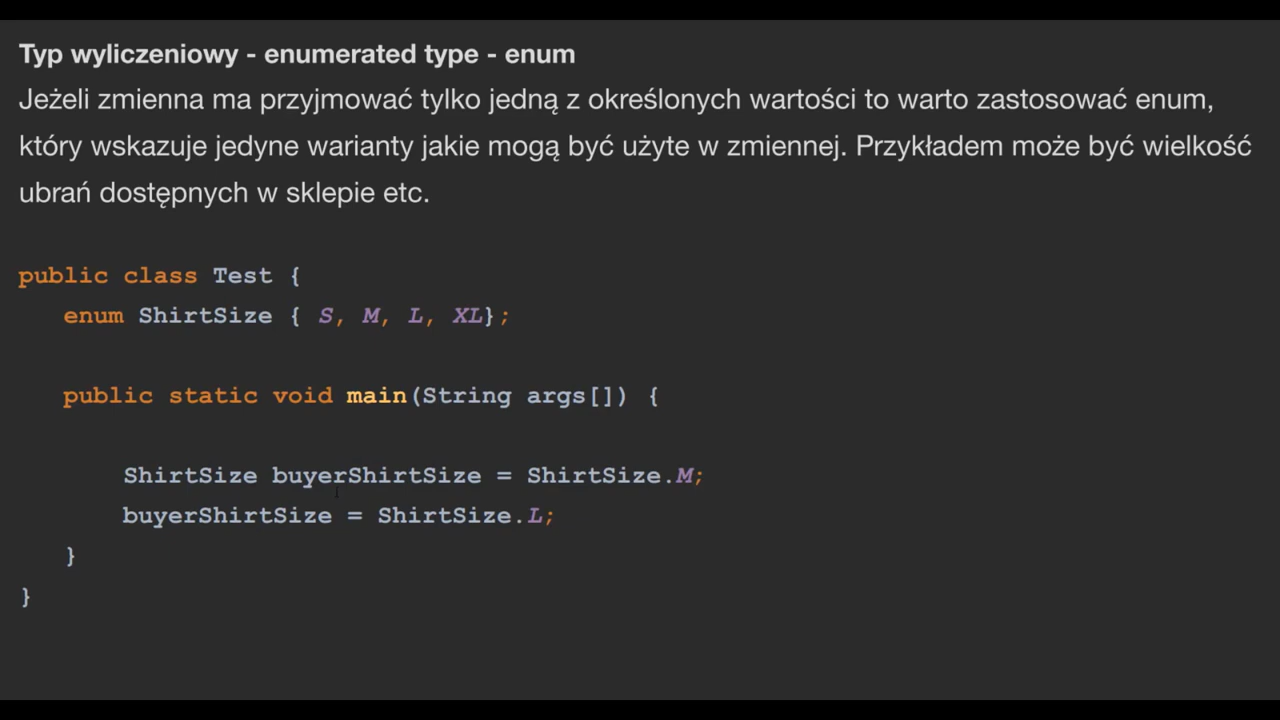 Typ wyliczeniowy - enumerated type - enum
Jeżeli zmienna ma przyjmować tylko jedną z określonych wartości to warto zastosować enum,
który wskazuje jedyne warianty jakie mogą być użyte w zmiennej. Przykładem może być wielkość
ubrań dostępnych w sklepie etc.
public class Test {
enum ShirtSize { S, M, L, XL};
public static void main(String args[]) {
ShirtSize buyerShirtSize = ShirtSize.M;
buyerShirtSize = ShirtSize.L;
}
}